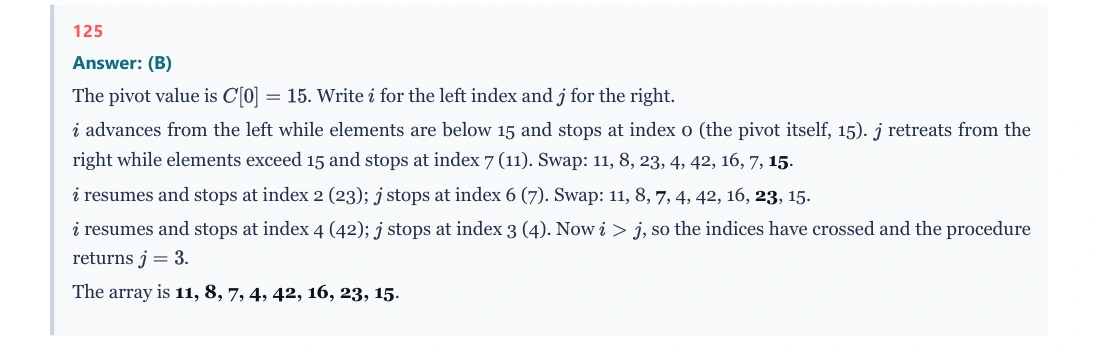 125
Answer: (B)
The pivot value is C[0] = 15. Write i for the left index and j for the right.
i advances from the left while elements are below 15 and stops at index 0 (the pivot itself, 15). j retreats from the
right while elements exceed 15 and stops at index 7 (11). Swap: 11, 8, 23, 4, 42, 16, 7, 15.
i resumes and stops at index 2 (23); j stops at index 6 (7). Swap: 11, 8, 7, 4, 42, 16, 23, 15.
i resumes and stops at index 4 (42); j stops at index 3 (4). Now i > j, so the indices have crossed and the procedure
returns j = 3.
The array is 11, 8, 7, 4, 42, 16, 23, 15.